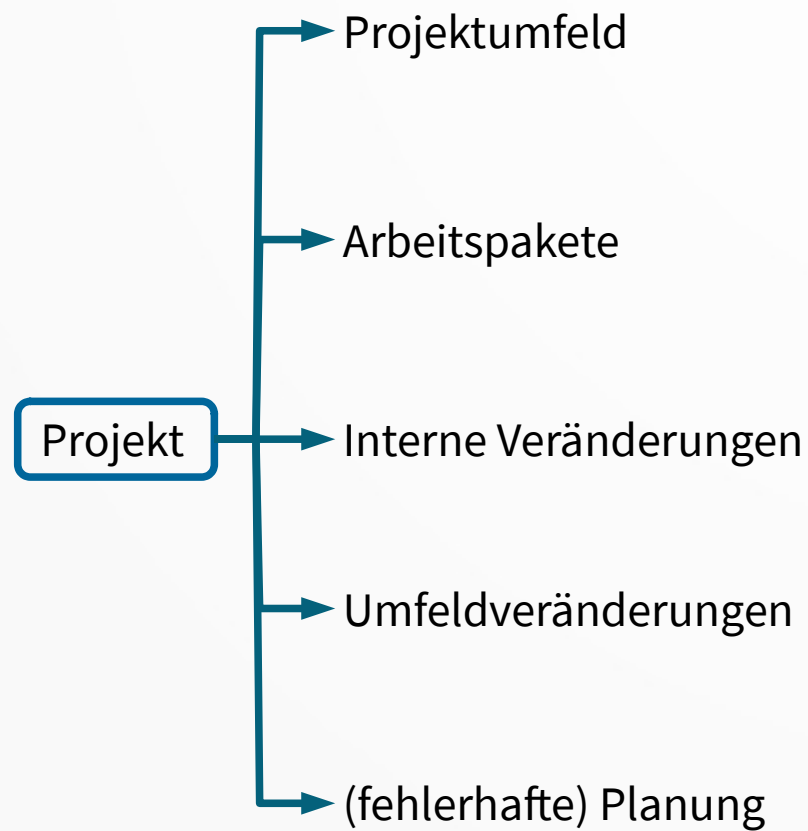 Projektumfeld
Arbeitspakete
Projekt
Interne Veränderungen
Umfeldveränderungen
(fehlerhafte) Planung